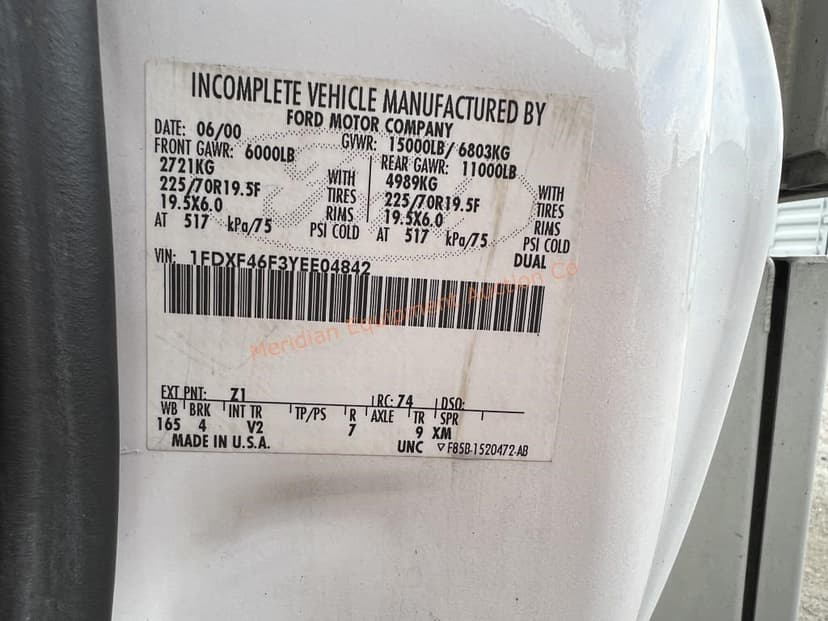 INCOMPLETE VEHICLE MANUFACTURED BY
FORD MOTOR COMPANY
DATE: 06/00 GVWR: 15000LB/ 6803KG
FRONT GAWR: 6000LB REAR GAWR: 11000LB
2721KG WITH 4989KG WITH
225/70R19.5F TIRES 225/70R19.5F TIRES
19.5X6.0 RIMS 19.5X6.0 RIMS
AT 517 kPa/75 PSI COLD AT 517 kPa/75 PSI COLD
DUAL
VIN: 1FDXF46F3YEE04842
Meridian Equipment Auction Co
EXT PNT: Z1 RC: 74 DSO:
WB BRK INT TR TP/PS R AXLE TR SPR
165 4 V2 7 9 XM
MADE IN U.S.A. UNC ▽ F85B-1520472-AB